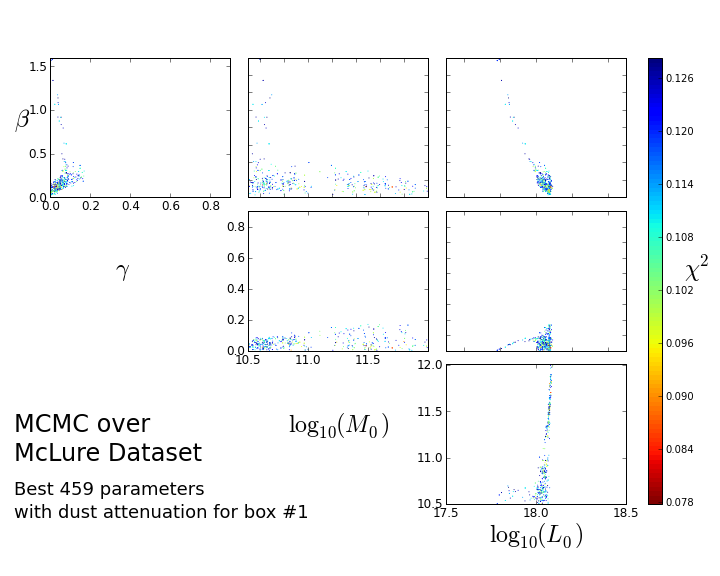 1.5
1.0
0.5
0.0
β
0.0 0.2 0.4 0.6 0.8
γ
0.8
0.6
0.4
0.2
0.0
10.5 11.0 11.5
log10(M0)
12.0
11.5
11.0
10.5
17.5 18.0 18.5
log10(L0)
0.126
0.120
0.114
0.108
0.102
0.096
0.090
0.084
0.078
χ²
MCMC over
McLure Dataset
Best 459 parameters
with dust attenuation for box #1